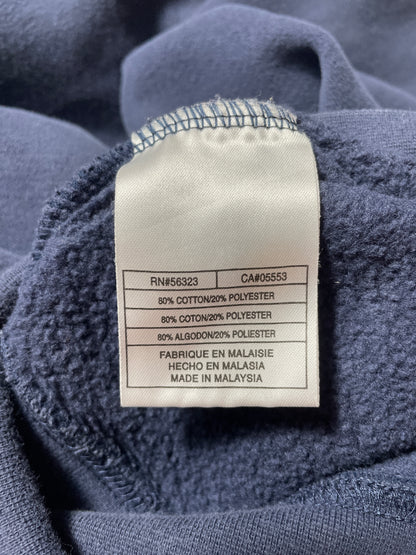 RN#56323 CA#05553
80% COTTON/20% POLYESTER
80% COTON/20% POLYESTER
80% ALGODON/20% POLIESTER
FABRIQUE EN MALAISIE
HECHO EN MALASIA
MADE IN MALAYSIA